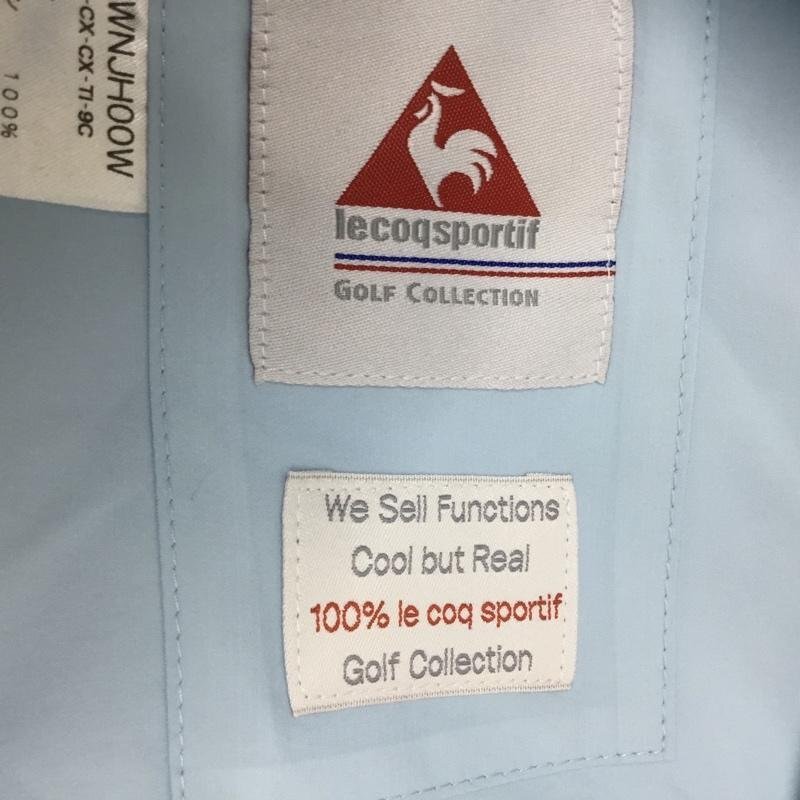 WNJHOOW
-CX-CX-TI-9C
100%
lecoqsportif
GOLF COLLECTION
We Sell Functions
Cool but Real
100% le coq sportif
Golf Collection